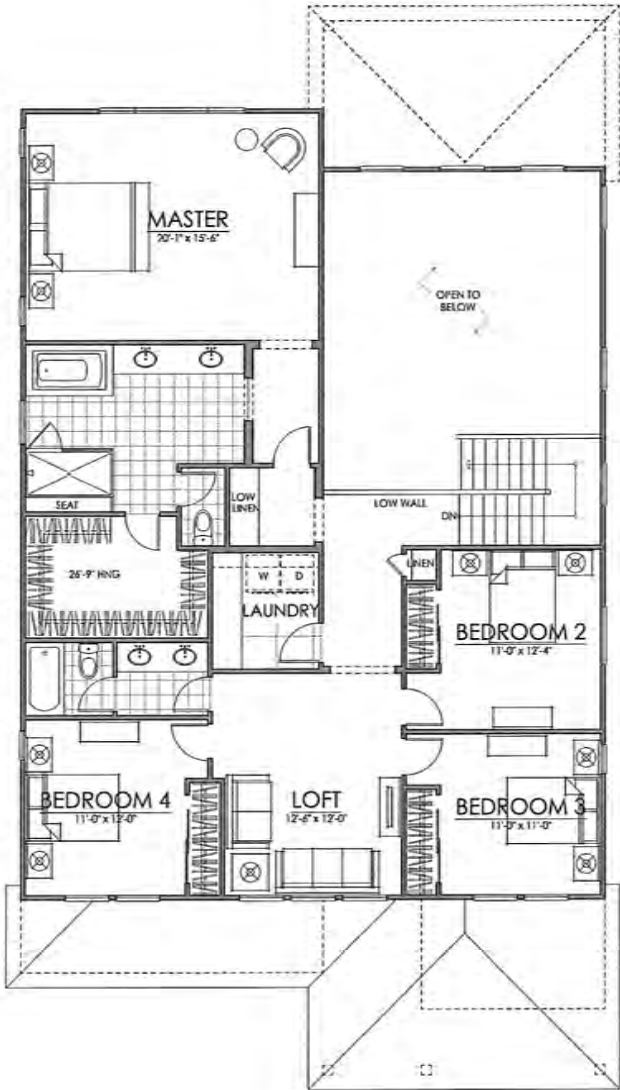 MASTER
20'-1" x 15'-6"
OPEN TO
BELOW
SEAT
LOW
LINEN
LOW WALL
DN
LINEN
26'-9" HNG
W D
LAUNDRY
BEDROOM 2
11'-0" x 12'-4"
BEDROOM 4
11'-0" x 12'-0"
LOFT
12'-6" x 12'-0"
BEDROOM 3
11'-0" x 11'-0"